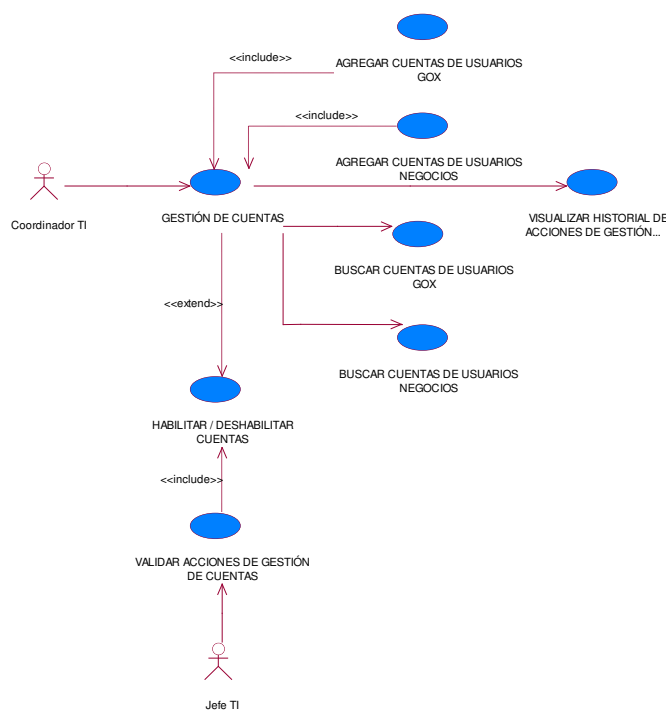 <<include>>
AGREGAR CUENTAS DE USUARIOS
GOX
<<include>>
AGREGAR CUENTAS DE USUARIOS
NEGOCIOS
Coordinador TI
GESTIÓN DE CUENTAS
VISUALIZAR HISTORIAL DE
ACCIONES DE GESTIÓN...
BUSCAR CUENTAS DE USUARIOS
GOX
<<extend>>
BUSCAR CUENTAS DE USUARIOS
NEGOCIOS
HABILITAR / DESHABILITAR
CUENTAS
<<include>>
VALIDAR ACCIONES DE GESTIÓN
DE CUENTAS
Jefe TI